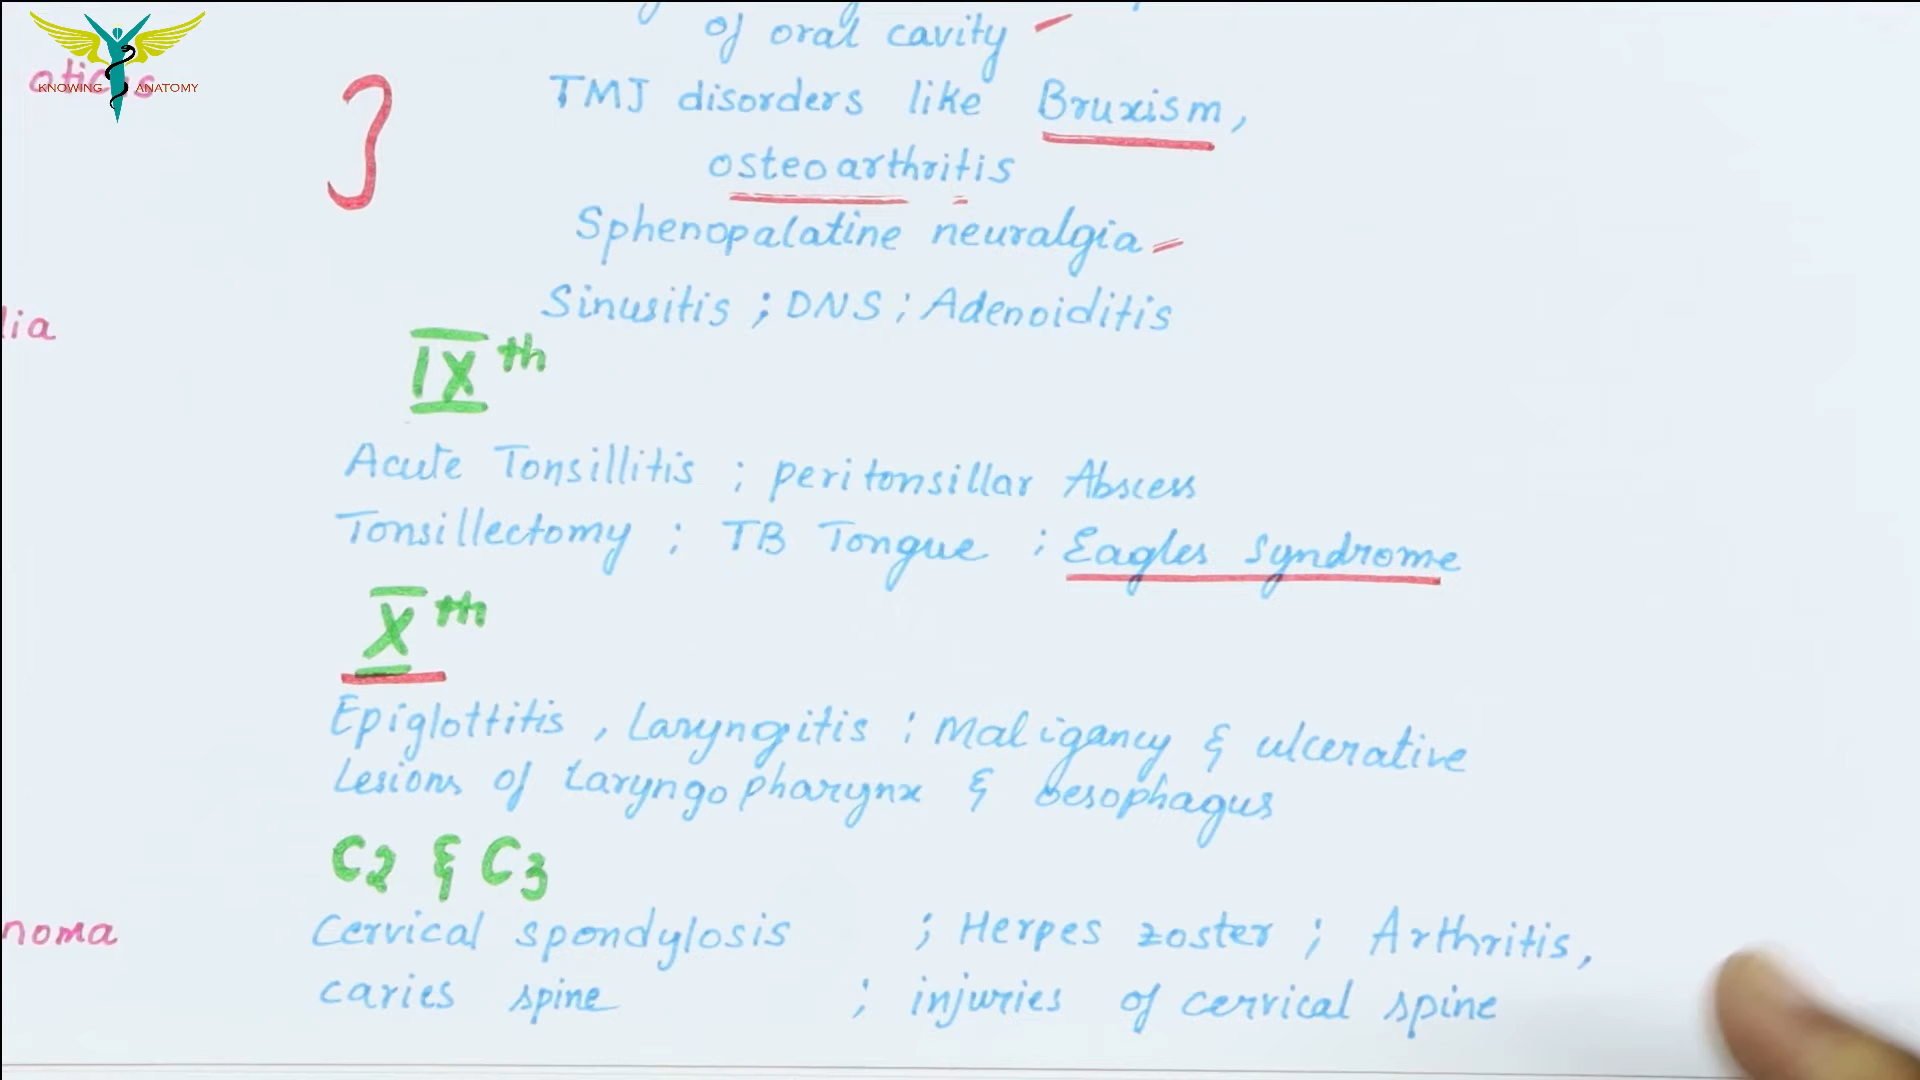 of oral cavity
oticus
KNOWING ANATOMY
TMJ disorders like Bruxism,
osteoarthritis
Sphenopalatine neuralgia
Sinusitis ; DNS ; Adenoiditis
lia
IXth
Acute Tonsillitis ; peritonsillar Abscess
Tonsillectomy ; TB Tongue ; Eagles syndrome
Xth
Epiglottitis , Laryngitis ; Maligancy & ulcerative
Lesions of Laryngopharynx & oesophagus
C2 & C3
noma
Cervical spondylosis ; Herpes zoster ; Arthritis,
caries spine ; injuries of cervical spine